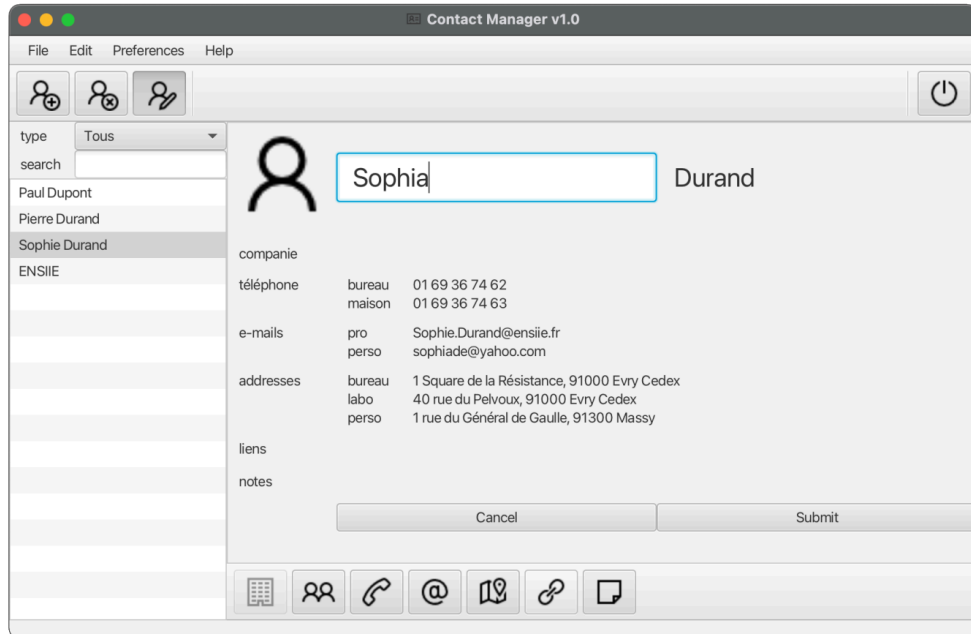 Contact Manager v1.0
File Edit Preferences Help
type Tous
search
Paul Dupont
Pierre Durand
Sophie Durand
ENSIIE
Sophia Durand
companie
téléphone bureau 01 69 36 74 62
maison 01 69 36 74 63
e-mails pro Sophie.Durand@ensiie.fr
perso sophiade@yahoo.com
addresses bureau 1 Square de la Résistance, 91000 Evry Cedex
labo 40 rue du Pelvoux, 91000 Evry Cedex
perso 1 rue du Général de Gaulle, 91300 Massy
liens
notes
Cancel Submit
@